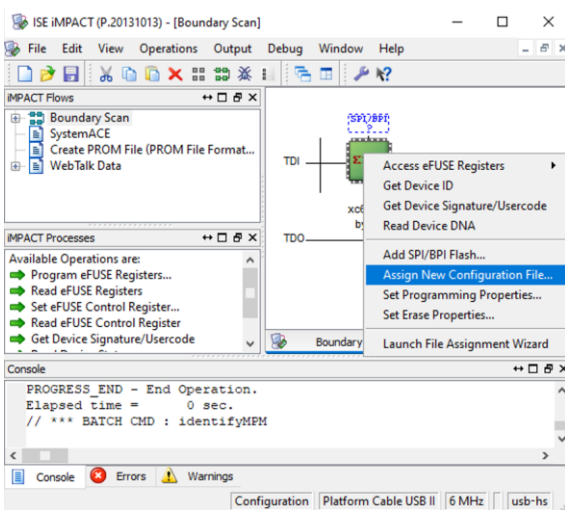 ISE iMPACT (P.20131013) - [Boundary Scan]
File Edit View Operations Output Debug Window Help
iMPACT Flows
Boundary Scan
SystemACE
Create PROM File (PROM File Format...
WebTalk Data
iMPACT Processes
Available Operations are:
Program eFUSE Registers...
Read eFUSE Registers
Set eFUSE Control Register...
Read eFUSE Control Register
Get Device Signature/Usercode
SPI/BPI
?
TDI
TDO
Access eFUSE Registers
Get Device ID
Get Device Signature/Usercode
Read Device DNA
Add SPI/BPI Flash...
Assign New Configuration File...
Set Programming Properties...
Set Erase Properties...
Launch File Assignment Wizard
Boundary
Console
PROGRESS_END - End Operation.
Elapsed time =      0 sec.
// *** BATCH CMD : identifyMPM
Console Errors Warnings
Configuration Platform Cable USB II 6 MHz usb-hs